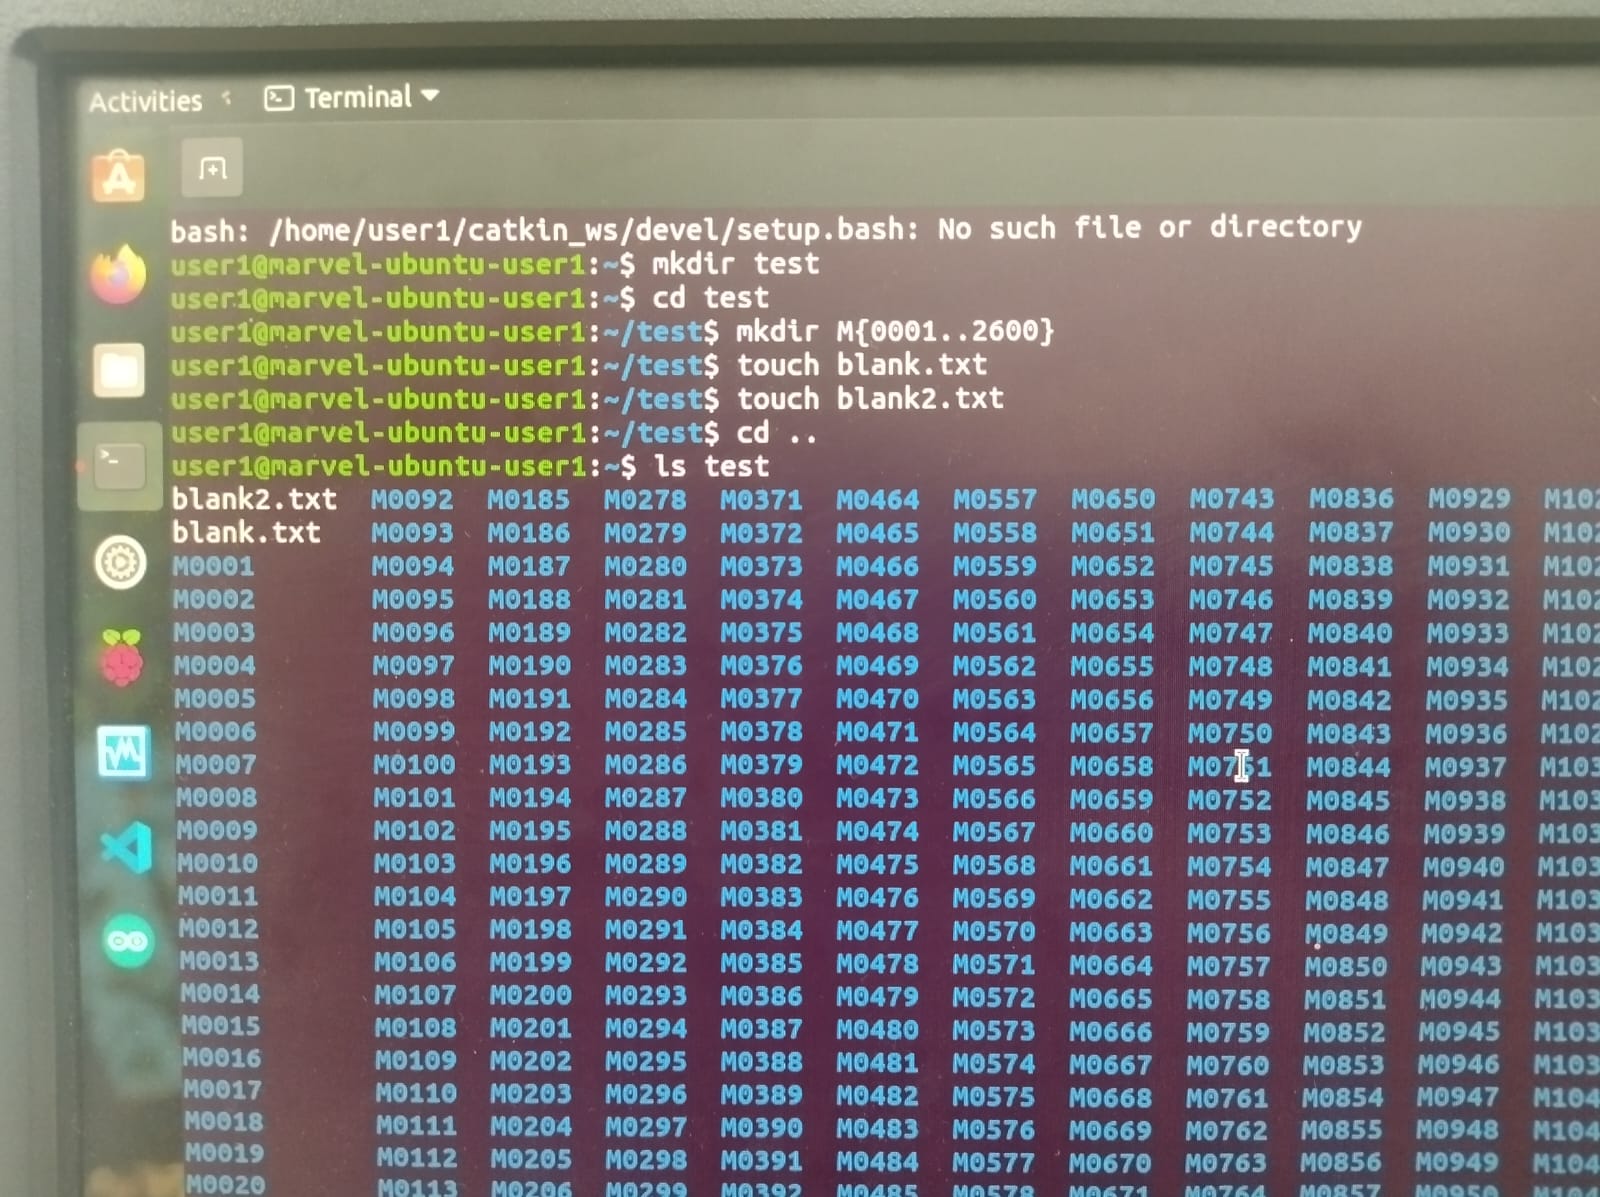 Activities Terminal
bash: /home/user1/catkin_ws/devel/setup.bash: No such file or directory
user1@marvel-ubuntu-user1:~$ mkdir test
user1@marvel-ubuntu-user1:~$ cd test
user1@marvel-ubuntu-user1:~/test$ mkdir M{0001..2600}
user1@marvel-ubuntu-user1:~/test$ touch blank.txt
user1@marvel-ubuntu-user1:~/test$ touch blank2.txt
user1@marvel-ubuntu-user1:~/test$ cd ..
user1@marvel-ubuntu-user1:~$ ls test
blank2.txt M0092 M0185 M0278 M0371 M0464 M0557 M0650 M0743 M0836 M0929
blank.txt M0093 M0186 M0279 M0372 M0465 M0558 M0651 M0744 M0837 M0930
M0001 M0094 M0187 M0280 M0373 M0466 M0559 M0652 M0745 M0838 M0931
M0002 M0095 M0188 M0281 M0374 M0467 M0560 M0653 M0746 M0839 M0932
M0003 M0096 M0189 M0282 M0375 M0468 M0561 M0654 M0747 M0840 M0933
M0004 M0097 M0190 M0283 M0376 M0469 M0562 M0655 M0748 M0841 M0934
M0005 M0098 M0191 M0284 M0377 M0470 M0563 M0656 M0749 M0842 M0935
M0006 M0099 M0192 M0285 M0378 M0471 M0564 M0657 M0750 M0843 M0936
M0007 M0100 M0193 M0286 M0379 M0472 M0565 M0658 M0751 M0844 M0937
M0008 M0101 M0194 M0287 M0380 M0473 M0566 M0659 M0752 M0845 M0938
M0009 M0102 M0195 M0288 M0381 M0474 M0567 M0660 M0753 M0846 M0939
M0010 M0103 M0196 M0289 M0382 M0475 M0568 M0661 M0754 M0847 M0940
M0011 M0104 M0197 M0290 M0383 M0476 M0569 M0662 M0755 M0848 M0941
M0012 M0105 M0198 M0291 M0384 M0477 M0570 M0663 M0756 M0849 M0942
M0013 M0106 M0199 M0292 M0385 M0478 M0571 M0664 M0757 M0850 M0943
M0014 M0107 M0200 M0293 M0386 M0479 M0572 M0665 M0758 M0851 M0944
M0015 M0108 M0201 M0294 M0387 M0480 M0573 M0666 M0759 M0852 M0945
M0016 M0109 M0202 M0295 M0388 M0481 M0574 M0667 M0760 M0853 M0946
M0017 M0110 M0203 M0296 M0389 M0482 M0575 M0668 M0761 M0854 M0947
M0018 M0111 M0204 M0297 M0390 M0483 M0576 M0669 M0762 M0855 M0948
M0019 M0112 M0205 M0298 M0391 M0484 M0577 M0670 M0763 M0856 M0949
M0020 M0113 M0206 M0299 M0392 M0485 M0578 M0671 M0764 M0857 M0950